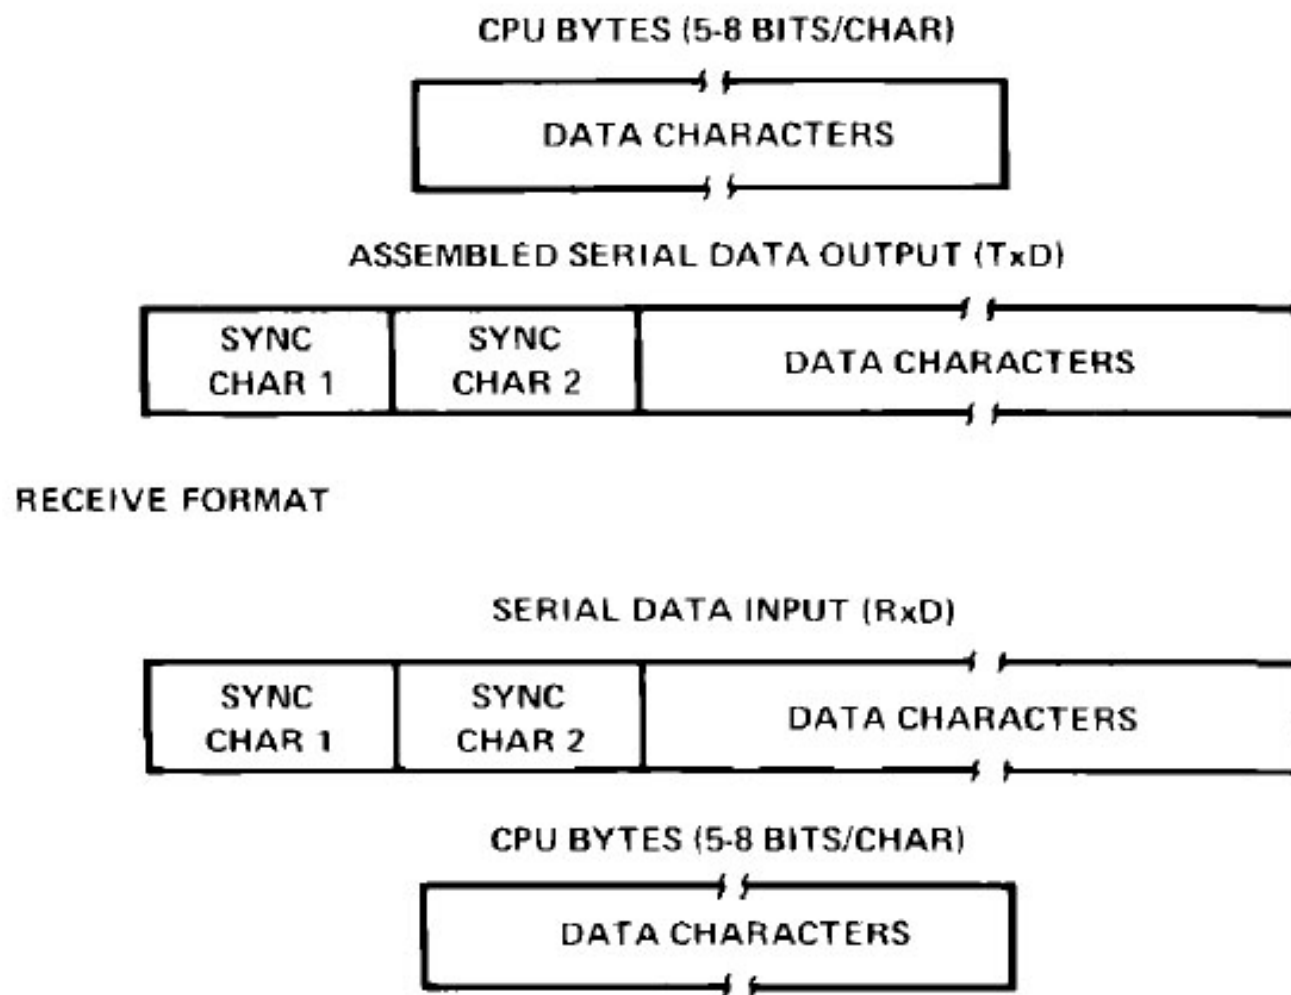 CPU BYTES (5-8 BITS/CHAR)
DATA CHARACTERS
ASSEMBLED SERIAL DATA OUTPUT (TxD)
SYNC CHAR 1
SYNC CHAR 2
DATA CHARACTERS
RECEIVE FORMAT
SERIAL DATA INPUT (RxD)
SYNC CHAR 1
SYNC CHAR 2
DATA CHARACTERS
CPU BYTES (5-8 BITS/CHAR)
DATA CHARACTERS